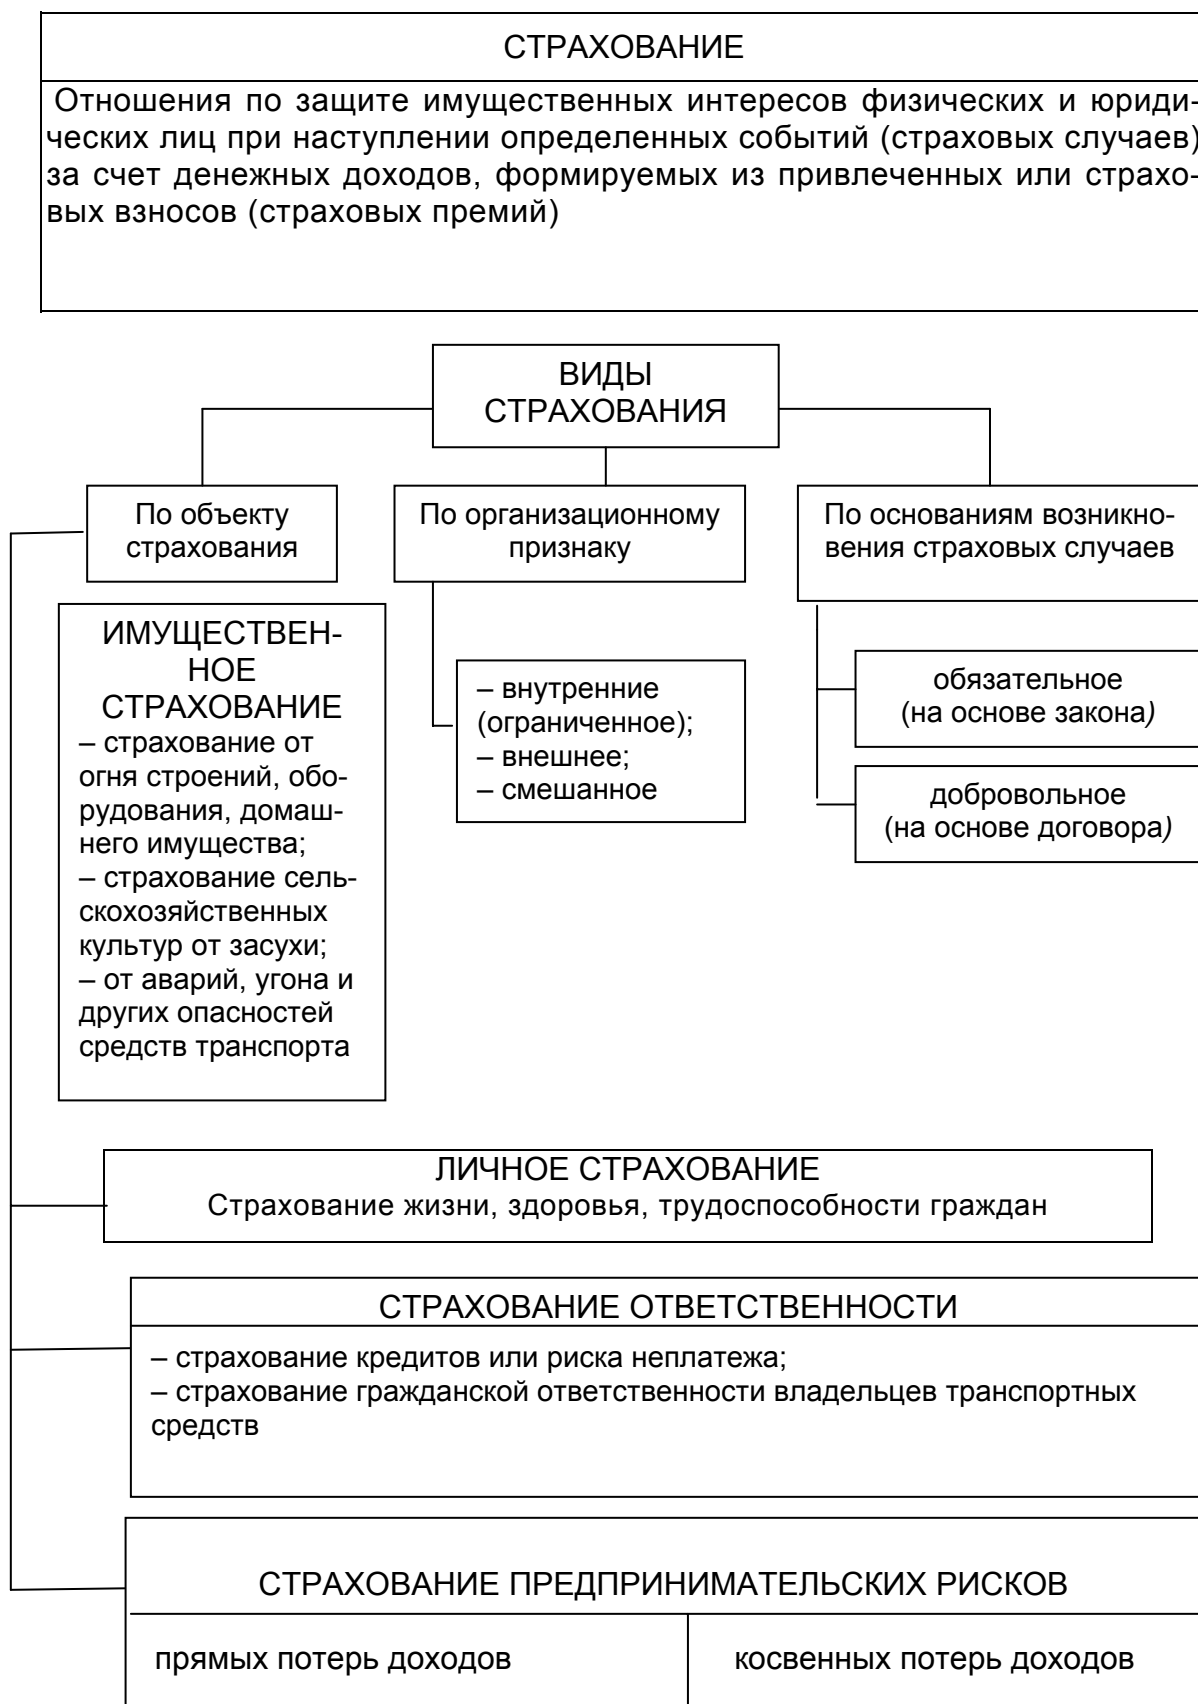 СТРАХОВАНИЕ
Отношения по защите имущественных интересов физических и юриди-
ческих лиц при наступлении определенных событий (страховых случаев)
за счет денежных доходов, формируемых из привлеченных или страхо-
вых взносов (страховых премий)
ВИДЫ
СТРАХОВАНИЯ
По объекту
страхования
По организационному
признаку
По основаниям возникно-
вения страховых случаев
ИМУЩЕСТВЕН-
НОЕ
СТРАХОВАНИЕ
– страхование от
огня строений, обо-
рудования, домаш-
него имущества;
– страхование сель-
скохозяйственных
культур от засухи;
– от аварий, угона и
других опасностей
средств транспорта
– внутренние
(ограниченное);
– внешнее;
– смешанное
обязательное
(на основе закона)
добровольное
(на основе договора)
ЛИЧНОЕ СТРАХОВАНИЕ
Страхование жизни, здоровья, трудоспособности граждан
СТРАХОВАНИЕ ОТВЕТСТВЕННОСТИ
– страхование кредитов или риска неплатежа;
– страхование гражданской ответственности владельцев транспортных
средств
СТРАХОВАНИЕ ПРЕДПРИНИМАТЕЛЬСКИХ РИСКОВ
прямых потерь доходов
косвенных потерь доходов